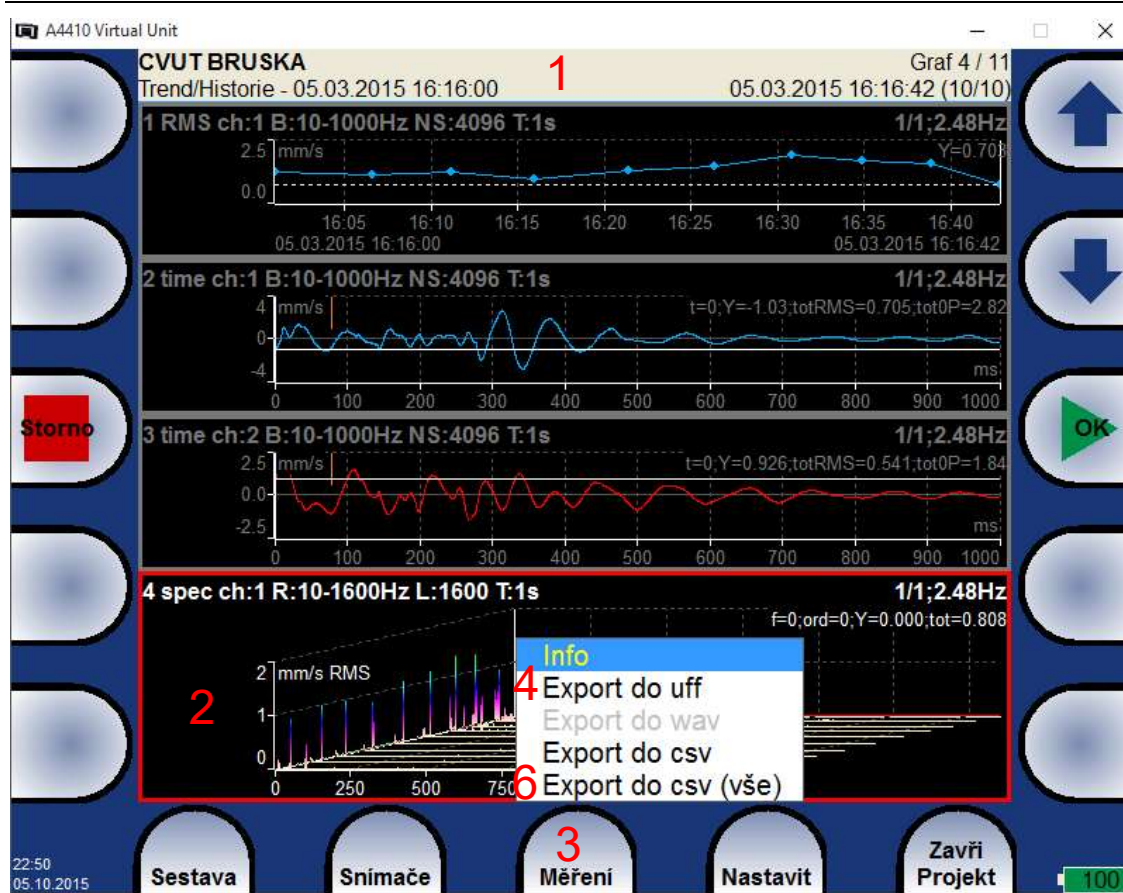 A4410 Virtual Unit
CVUT BRUSKA
1
Graf 4 / 11
Trend/Historie - 05.03.2015 16:16:00
05.03.2015 16:16:42 (10/10)
1 RMS ch:1 B:10-1000Hz NS:4096 T:1s
1/1;2.48Hz
2.5
mm/s
Y=0.703
0.0
16:05 16:10 16:15 16:20 16:25 16:30 16:35 16:40
05.03.2015 16:16:00
05.03.2015 16:16:42
2 time ch:1 B:10-1000Hz NS:4096 T:1s
1/1;2.48Hz
4
mm/s
t=0;Y=-1.03;totRMS=0.705;tot0P=2.82
0
-4
ms
0 100 200 300 400 500 600 700 800 900 1000
Storno
OK
3 time ch:2 B:10-1000Hz NS:4096 T:1s
1/1;2.48Hz
2.5
mm/s
t=0;Y=0.926;totRMS=0.541;tot0P=1.84
0.0
-2.5
ms
0 100 200 300 400 500 600 700 800 900 1000
4 spec ch:1 R:10-1600Hz L:1600 T:1s
1/1;2.48Hz
f=0;ord=0;Y=0.000;tot=0.808
2
mm/s RMS
2
1
0
0 250 500 750
Info
4
Export do uff
Export do wav
Export do csv
6
Export do csv (vše)
3
Sestava
Snímače
Měření
Nastavit
Zavři
Projekt
22:50
05.10.2015
100